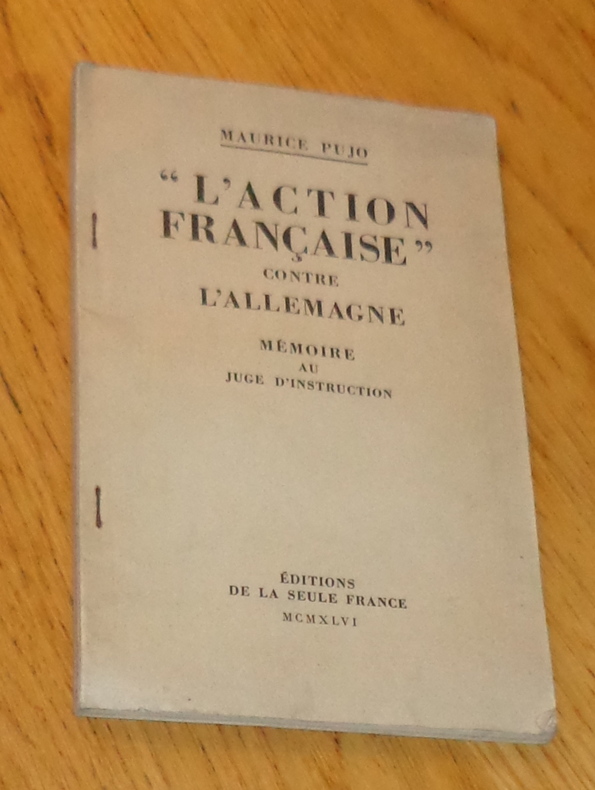 MAURICE PUJO
“ L'ACTION
FRANÇAISE ”
CONTRE
L'ALLEMAGNE
MÉMOIRE
AU
JUGE D'INSTRUCTION
ÉDITIONS
DE LA SEULE FRANCE
MCMXLVI